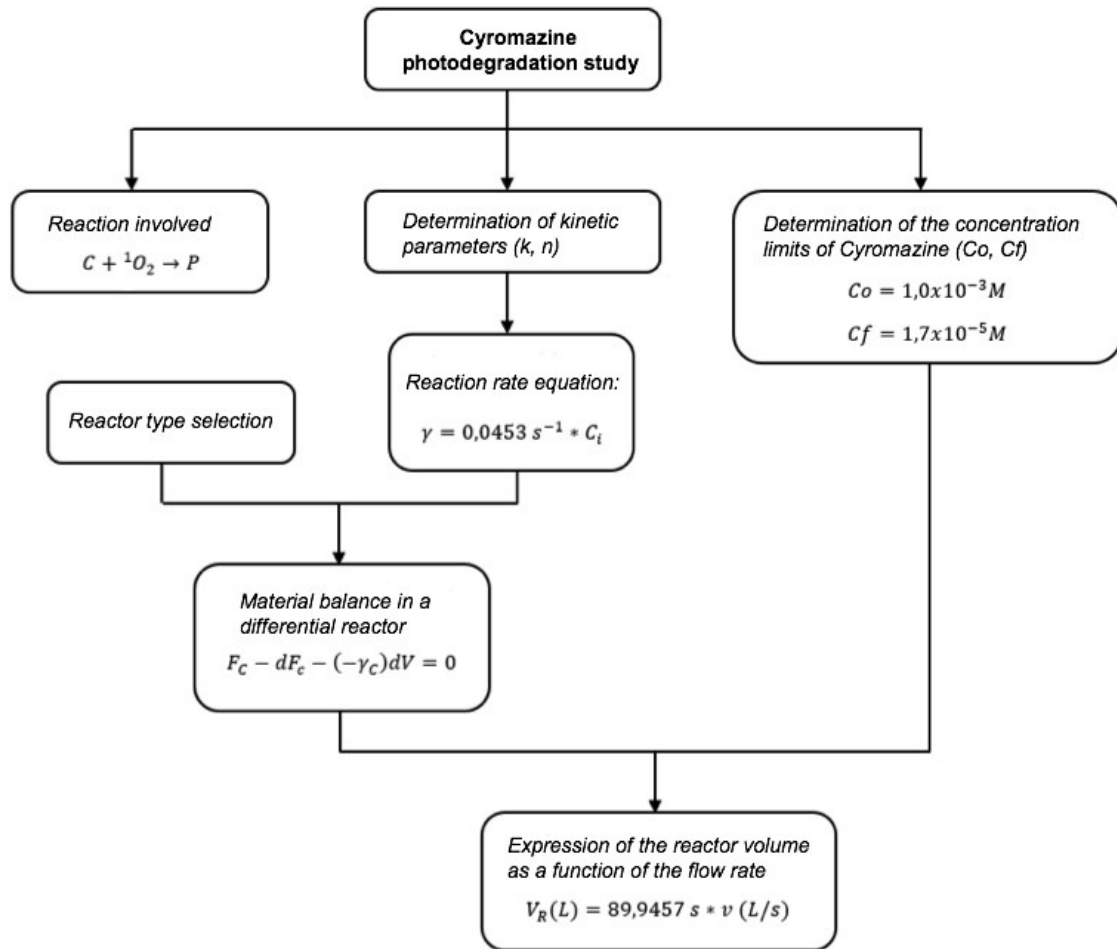 Cyromazine
photodegradation study
Reaction involved
C + ¹O₂ → P
Determination of kinetic
parameters (k, n)
Determination of the concentration
limits of Cyromazine (Co, Cf)
Co = 1,0x10⁻³M
Cf = 1,7x10⁻⁵M
Reactor type selection
Reaction rate equation:
γ = 0,0453 s⁻¹ * Cᵢ
Material balance in a
differential reactor
F_C − dF_c − (−γ_C)dV = 0
Expression of the reactor volume
as a function of the flow rate
V_R(L) = 89,9457 s * v (L/s)